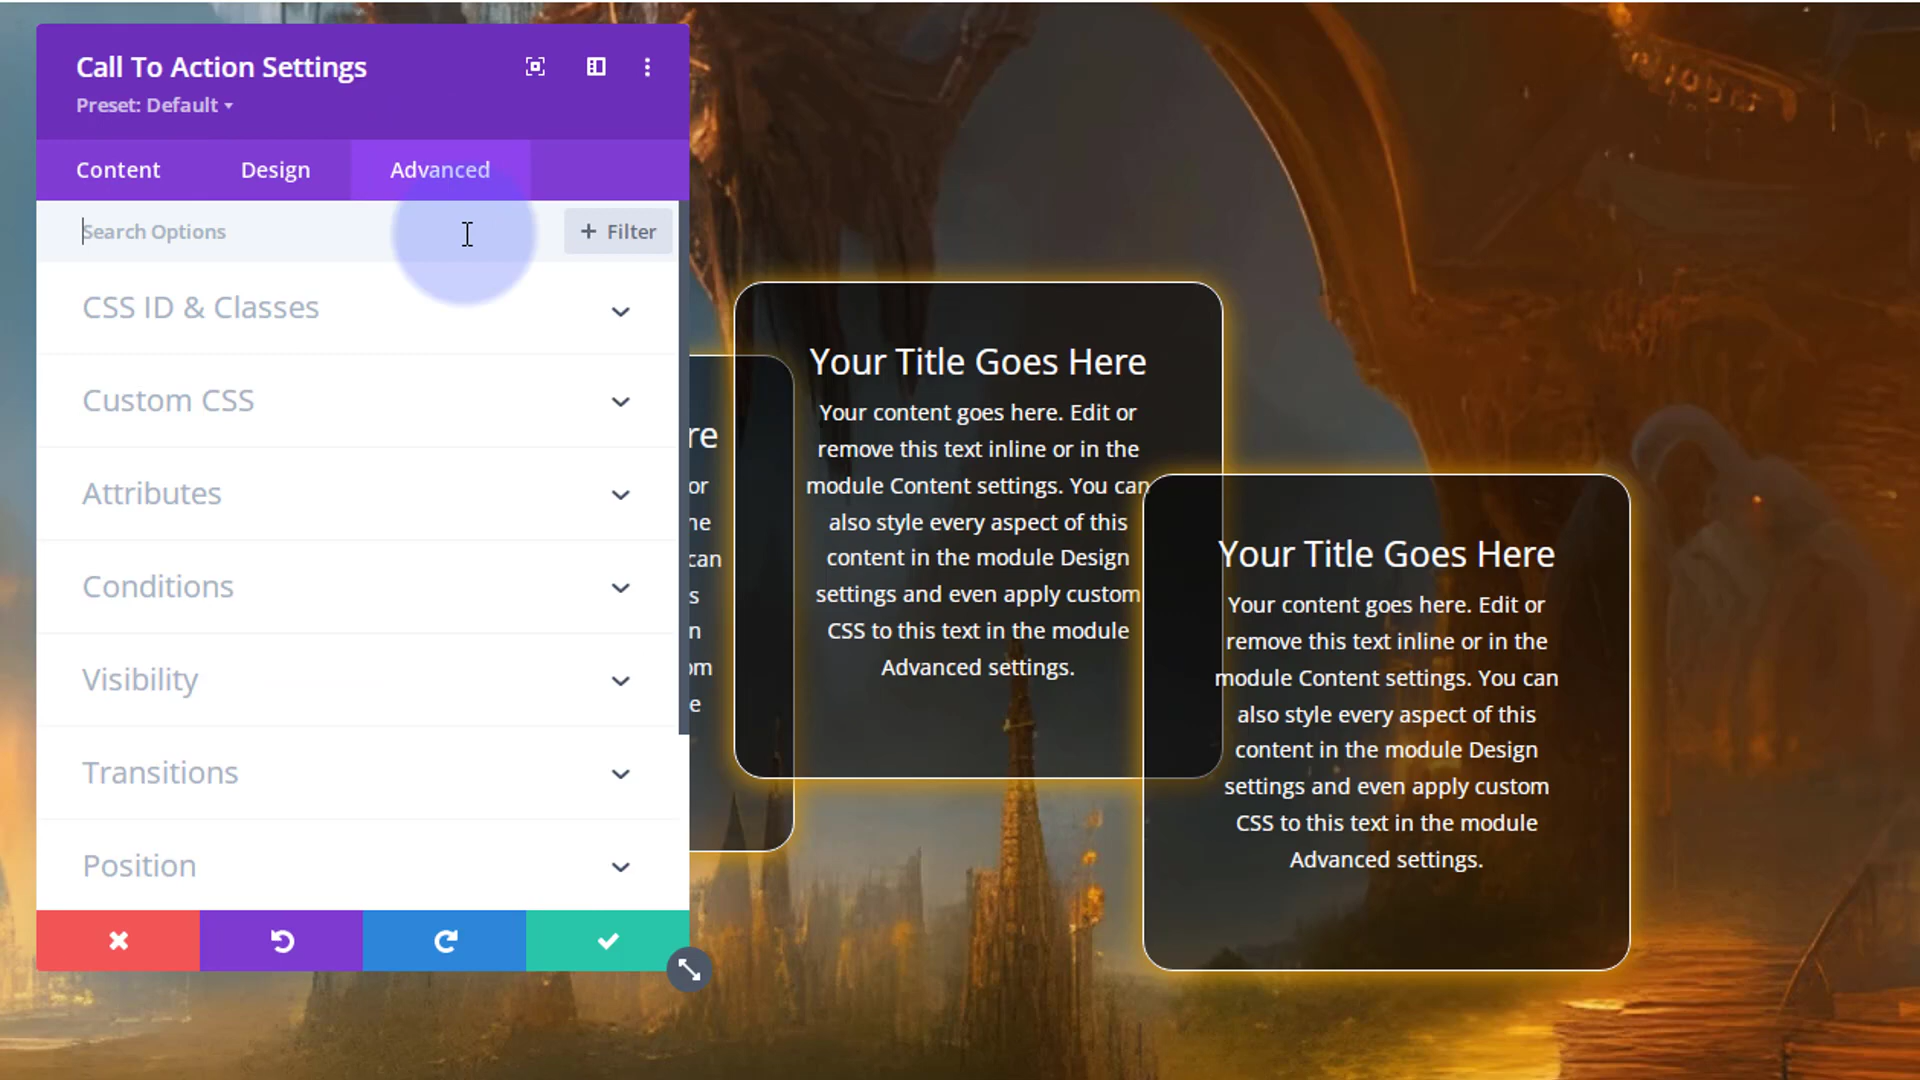 Call To Action Settings
Preset: Default
Content
Design
Advanced
Search Options
+ Filter
CSS ID & Classes
Custom CSS
Attributes
Conditions
Visibility
Transitions
Position
re
or
ne
can
s
n
om
e
Your Title Goes Here
Your content goes here. Edit or
remove this text inline or in the
module Content settings. You can
also style every aspect of this
content in the module Design
settings and even apply custom
CSS to this text in the module
Advanced settings.
Your Title Goes Here
Your content goes here. Edit or
remove this text inline or in the
module Content settings. You can
also style every aspect of this
content in the module Design
settings and even apply custom
CSS to this text in the module
Advanced settings.